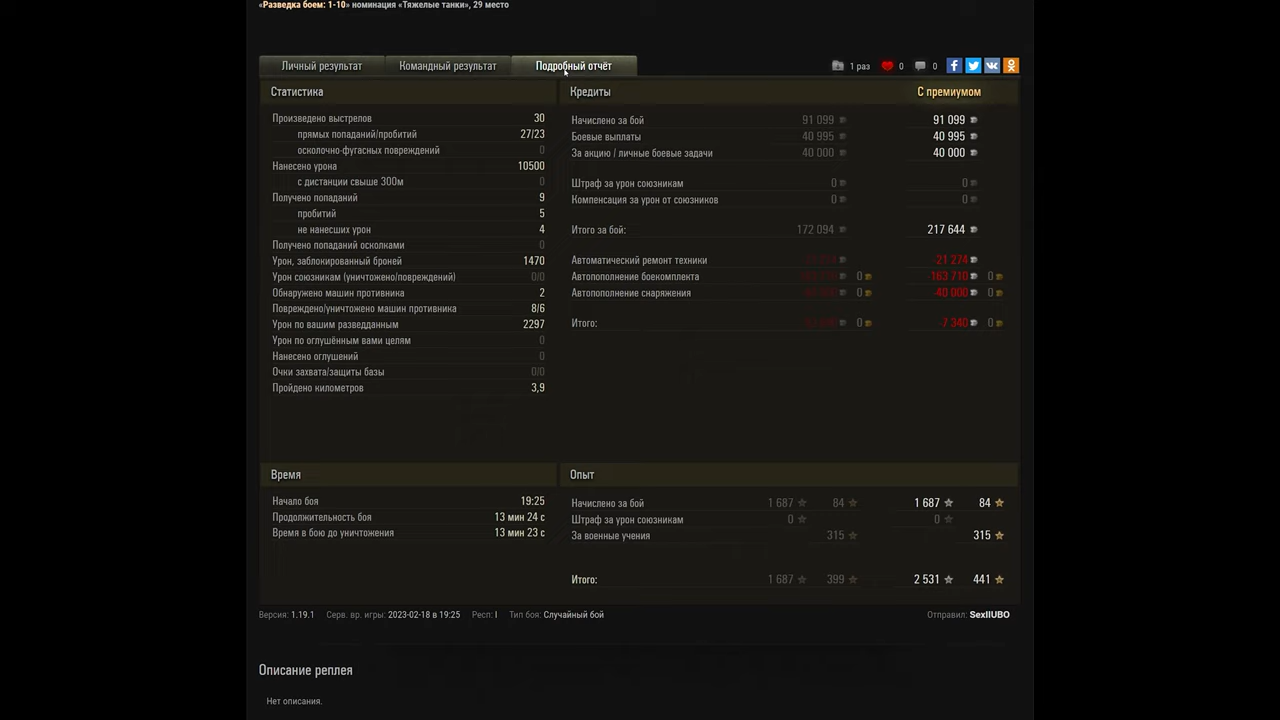 «Разведка боем: 1-10» номинация «Тяжелые танки», 29 место
Личный результат Командный результат Подробный отчёт 1 раз 0 0
Статистика
Произведено выстрелов 30
прямых попаданий/пробитий 27/23
осколочно-фугасных повреждений 0
Нанесено урона 10500
с дистанции свыше 300м 0
Получено попаданий 9
пробитий 5
не нанесших урон 4
Получено попаданий осколками 0
Урон, заблокированный броней 1470
Урон союзникам (уничтожено/повреждений) 0/0
Обнаружено машин противника 2
Повреждено/уничтожено машин противника 8/6
Урон по вашим разведданным 2297
Урон по оглушённым вами целям 0
Нанесено оглушений 0
Очки захвата/защиты базы 0/0
Пройдено километров 3,9
Кредиты С премиумом
Начислено за бой 91 099 91 099
Боевые выплаты 40 995 40 995
За акцию / личные боевые задачи 40 000 40 000
Штраф за урон союзникам 0 0
Компенсация за урон от союзников 0 0
Итого за бой: 172 094 217 644
Автоматический ремонт техники -21 274
Автопополнение боекомплекта 0 -163 710 0
Автопополнение снаряжения 0 -40 000 0
Итого: 0 -7 340 0
Время
Начало боя 19:25
Продолжительность боя 13 мин 24 с
Время в бою до уничтожения 13 мин 23 с
Опыт
Начислено за бой 1 687 84 1 687 84
Штраф за урон союзникам 0 0
За военные учения 315 315
Итого: 1 687 399 2 531 441
Версия: 1.19.1 Серв. вр. игры: 2023-02-18 в 19:25 Респ: I Тип боя: Случайный бой Отправил: SexIIUBO
Описание реплея
Нет описания.